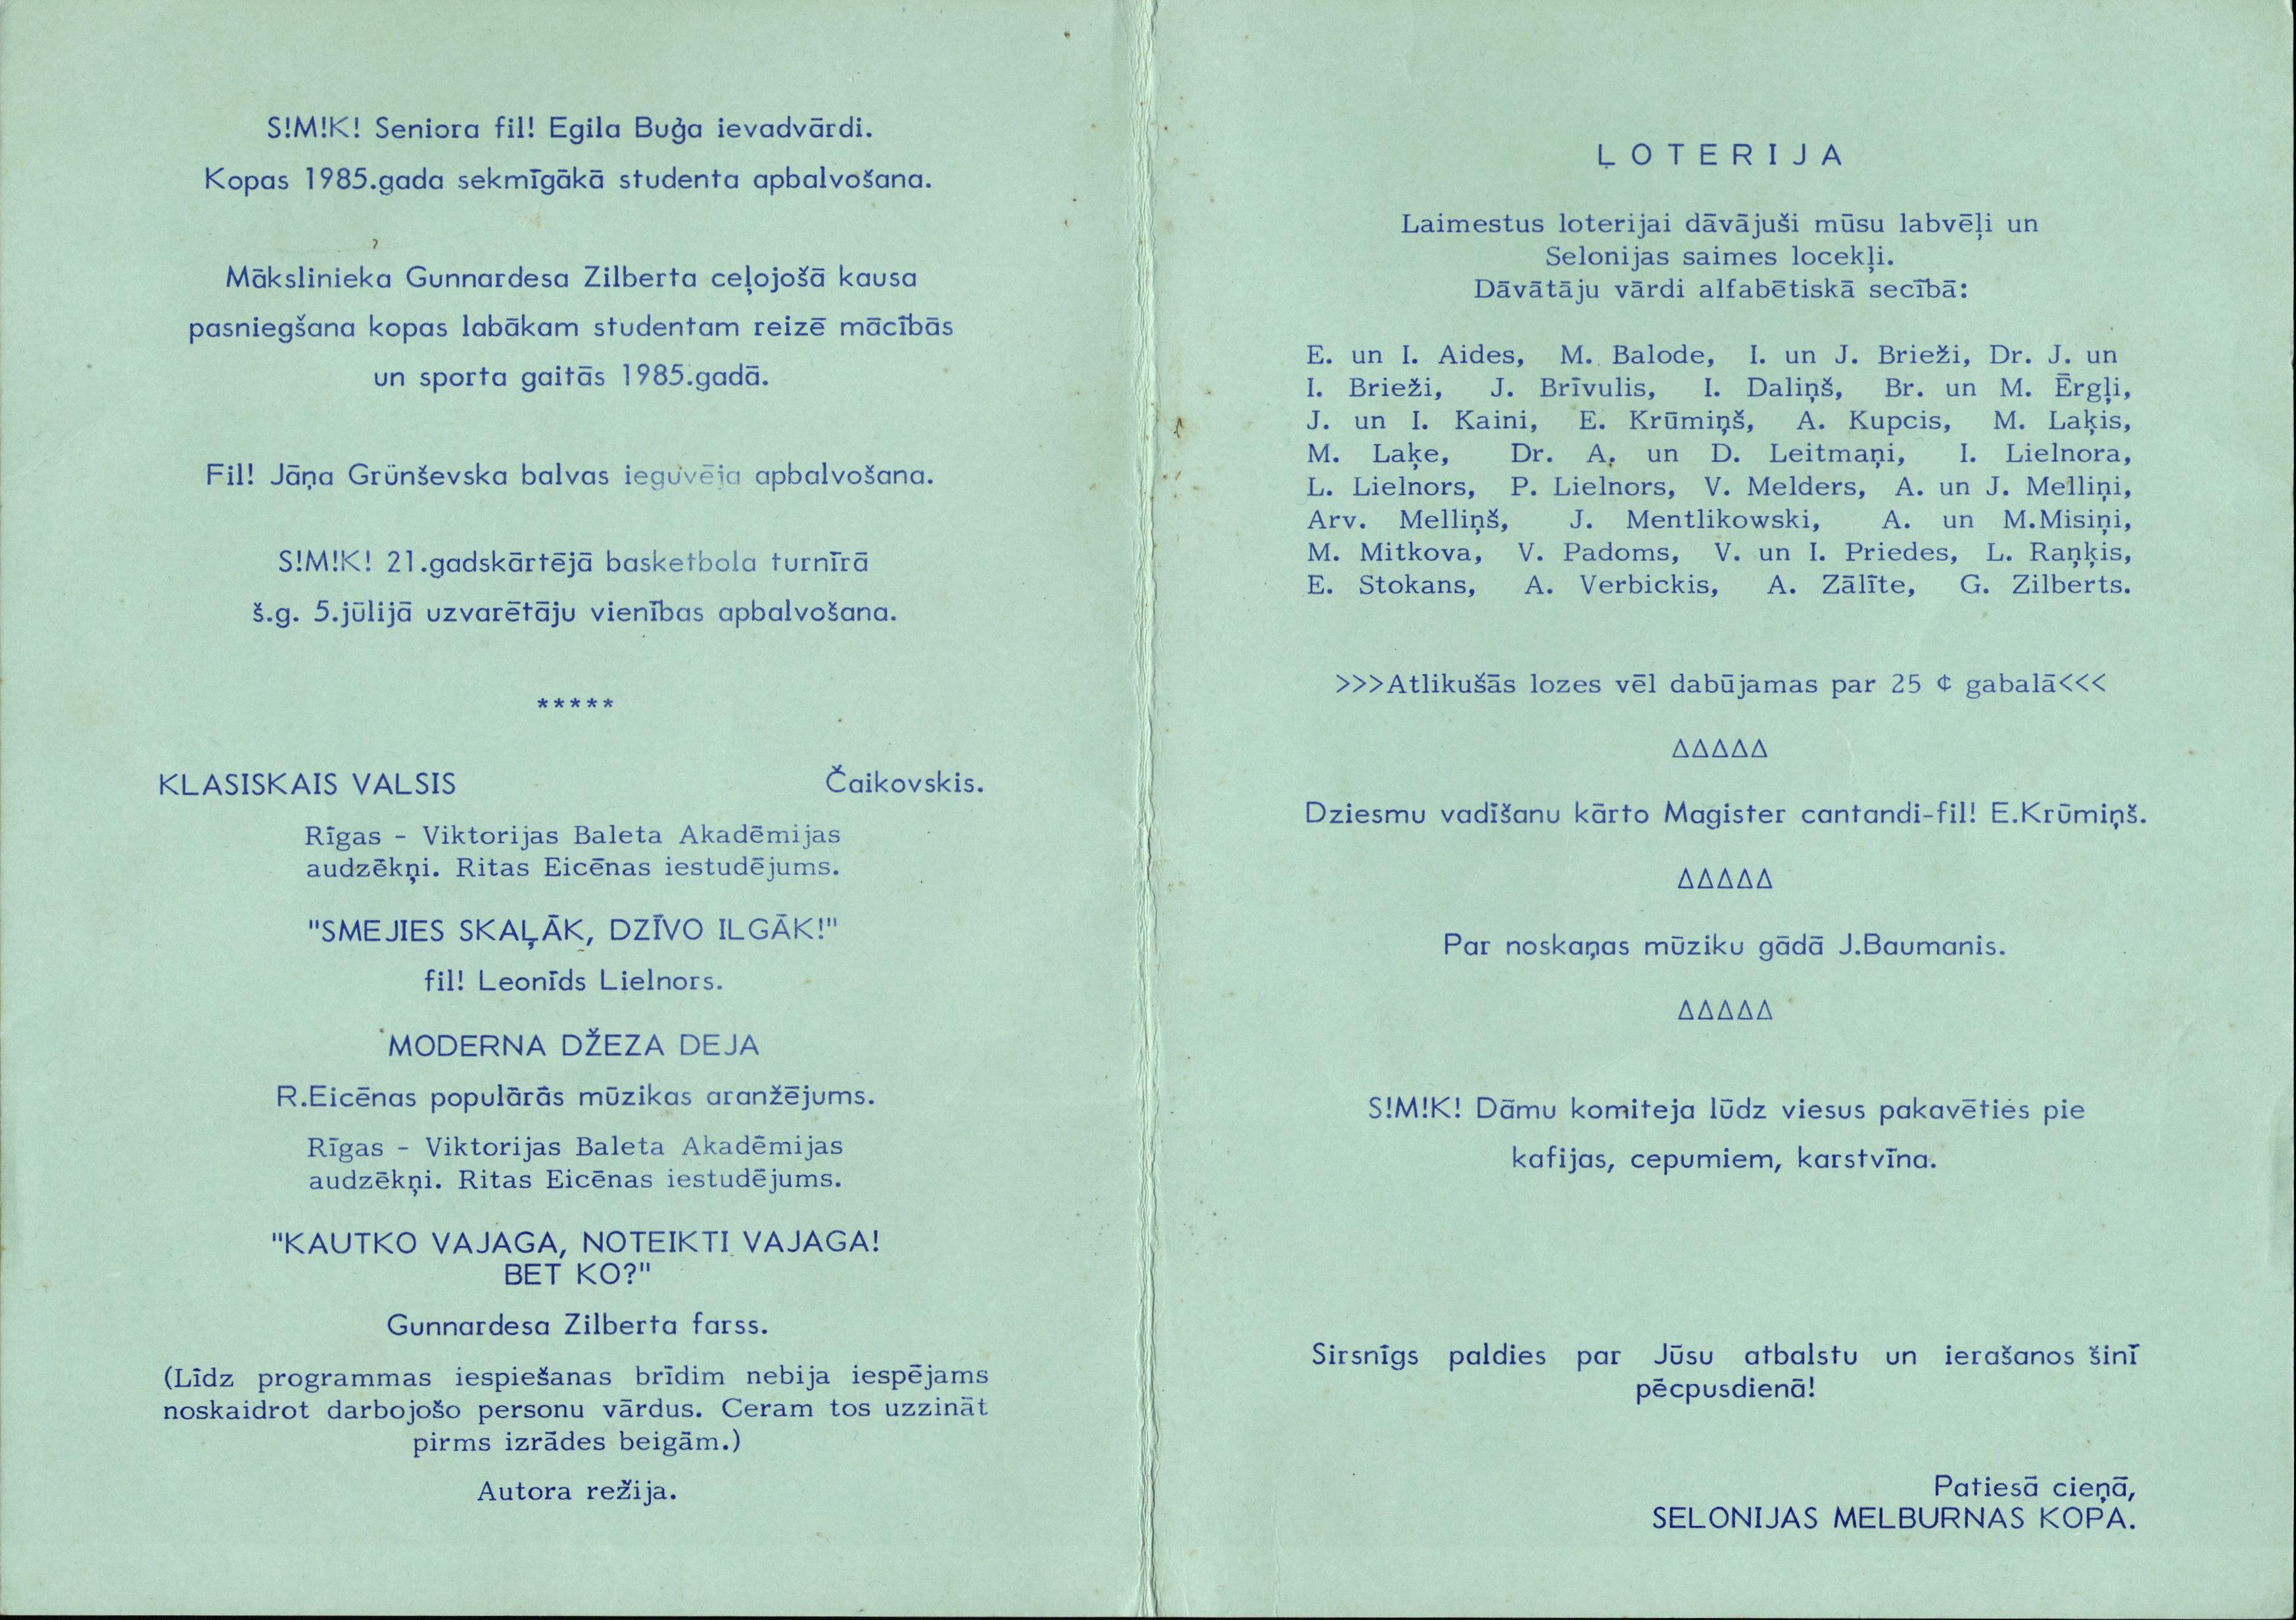 S!M!K! Seniora fil! Egila Buģa ievadvārdi.
Kopas 1985.gada sekmīgākā studenta apbalvošana.
Mākslinieka Gunnardesa Zilberta ceļojošā kausa
pasniegšana kopas labākam studentam reizē mācībās
un sporta gaitās 1985.gadā.
Fil! Jāņa Grünševska balvas ieguvēja apbalvošana.
S!M!K! 21.gadskārtējā basketbola turnīrā
š.g. 5.jūlijā uzvarētāju vienības apbalvošana.
*****
KLASISKAIS VALSIS Čaikovskis.
Rīgas - Viktorijas Baleta Akadēmijas
audzēkņi. Ritas Eicēnas iestudējums.
"SMEJIES SKAĻĀK, DZĪVO ILGĀK!"
fil! Leonīds Lielnors.
MODERNA DŽEZA DEJA
R.Eicēnas populārās mūzikas aranžējums.
Rīgas - Viktorijas Baleta Akadēmijas
audzēkņi. Ritas Eicēnas iestudējums.
"KAUTKO VAJAGA, NOTEIKTI VAJAGA!
BET KO?"
Gunnardesa Zilberta farss.
(Līdz programmas iespiešanas brīdim nebija iespējams
noskaidrot darbojošo personu vārdus. Ceram tos uzzināt
pirms izrādes beigām.)
Autora režija.
ĻOTERIJA
Laimestus loterijai dāvājuši mūsu labvēļi un
Selonijas saimes locekļi.
Dāvātāju vārdi alfabētiskā secībā:
E. un I. Aides, M. Balode, I. un J. Brieži, Dr. J. un
I. Brieži, J. Brīvulis, I. Daliņš, Br. un M. Ērgļi,
J. un I. Kaini, E. Krūmiņš, A. Kupcis, M. Laķis,
M. Laķe, Dr. A. un D. Leitmaņi, I. Lielnora,
L. Lielnors, P. Lielnors, V. Melders, A. un J. Melliņi,
Arv. Melliņš, J. Mentlikowski, A. un M.Misiņi,
M. Mitkova, V. Padoms, V. un I. Priedes, L. Raņķis,
E. Stokans, A. Verbickis, A. Zālīte, G. Zilberts.
>>>Atlikušās lozes vēl dabūjamas par 25 ¢ gabalā<<<
ΔΔΔΔΔ
Dziesmu vadīšanu kārto Magister cantandi-fil! E.Krūmiņš.
ΔΔΔΔΔ
Par noskaņas mūziku gādā J.Baumanis.
ΔΔΔΔΔ
S!M!K! Dāmu komiteja lūdz viesus pakavēties pie
kafijas, cepumiem, karstvīna.
Sirsnīgs paldies par Jūsu atbalstu un ierašanos šinī
pēcpusdienā!
Patiesā cieņā,
SELONIJAS MELBURNAS KOPA.